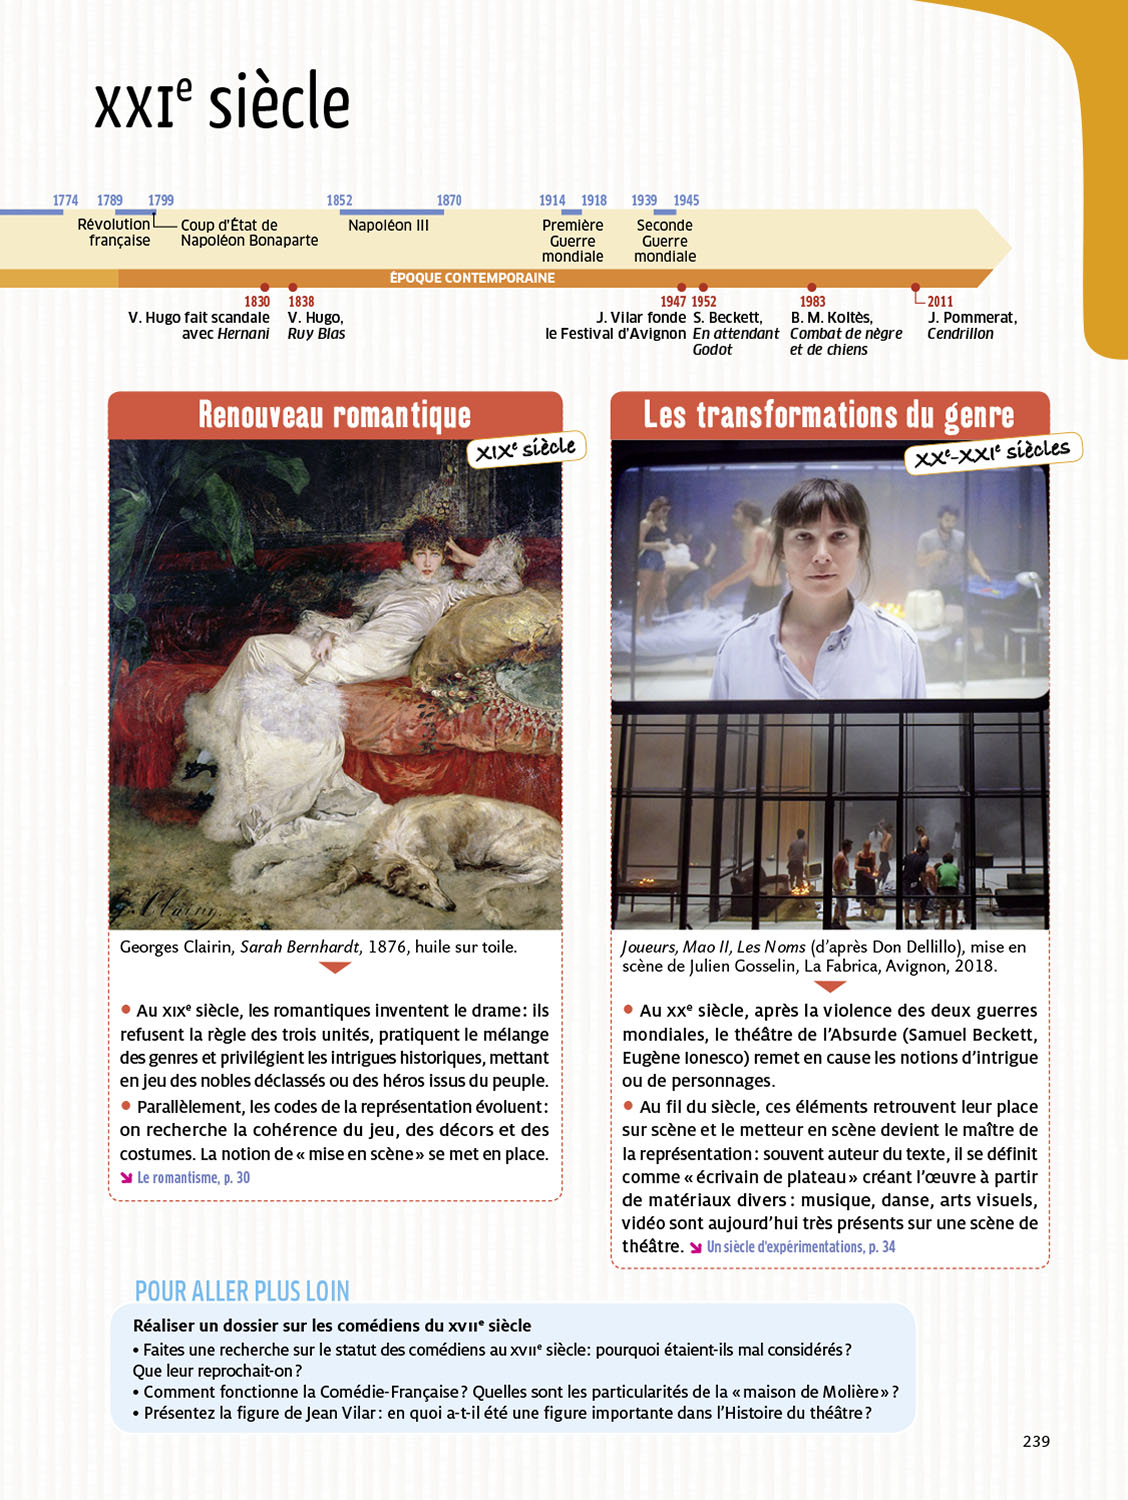 XXIe siècle
1774 1789 1799 1852 1870 1914 1918 1939 1945
Révolution française
Coup d'État de Napoléon Bonaparte
Napoléon III
Première Guerre mondiale
Seconde Guerre mondiale
ÉPOQUE CONTEMPORAINE
1830
V. Hugo fait scandale
avec Hernani
1838
V. Hugo,
Ruy Blas
1947
J. Vilar fonde
le Festival d'Avignon
1952
S. Beckett,
En attendant
Godot
1983
B. M. Koltès,
Combat de nègre
et de chiens
2011
J. Pommerat,
Cendrillon
Renouveau romantique
XIXe siècle
G. Clairin
Georges Clairin, Sarah Bernhardt, 1876, huile sur toile.
• Au XIXe siècle, les romantiques inventent le drame : ils
refusent la règle des trois unités, pratiquent le mélange
des genres et privilégient les intrigues historiques, mettant
en jeu des nobles déclassés ou des héros issus du peuple.
• Parallèlement, les codes de la représentation évoluent :
on recherche la cohérence du jeu, des décors et des
costumes. La notion de « mise en scène » se met en place.
Le romantisme, p. 30
Les transformations du genre
XXe-XXIe siècles
Joueurs, Mao II, Les Noms (d'après Don Dellillo), mise en
scène de Julien Gosselin, La Fabrica, Avignon, 2018.
• Au XXe siècle, après la violence des deux guerres
mondiales, le théâtre de l'Absurde (Samuel Beckett,
Eugène Ionesco) remet en cause les notions d'intrigue
ou de personnages.
• Au fil du siècle, ces éléments retrouvent leur place
sur scène et le metteur en scène devient le maître de
la représentation : souvent auteur du texte, il se définit
comme « écrivain de plateau » créant l'œuvre à partir
de matériaux divers : musique, danse, arts visuels,
vidéo sont aujourd'hui très présents sur une scène de
théâtre. Un siècle d'expérimentations, p. 34
POUR ALLER PLUS LOIN
Réaliser un dossier sur les comédiens du XVIIe siècle
• Faites une recherche sur le statut des comédiens au XVIIe siècle : pourquoi étaient-ils mal considérés ?
Que leur reprochait-on ?
• Comment fonctionne la Comédie-Française ? Quelles sont les particularités de la « maison de Molière » ?
• Présentez la figure de Jean Vilar : en quoi a-t-il été une figure importante dans l'Histoire du théâtre ?
239